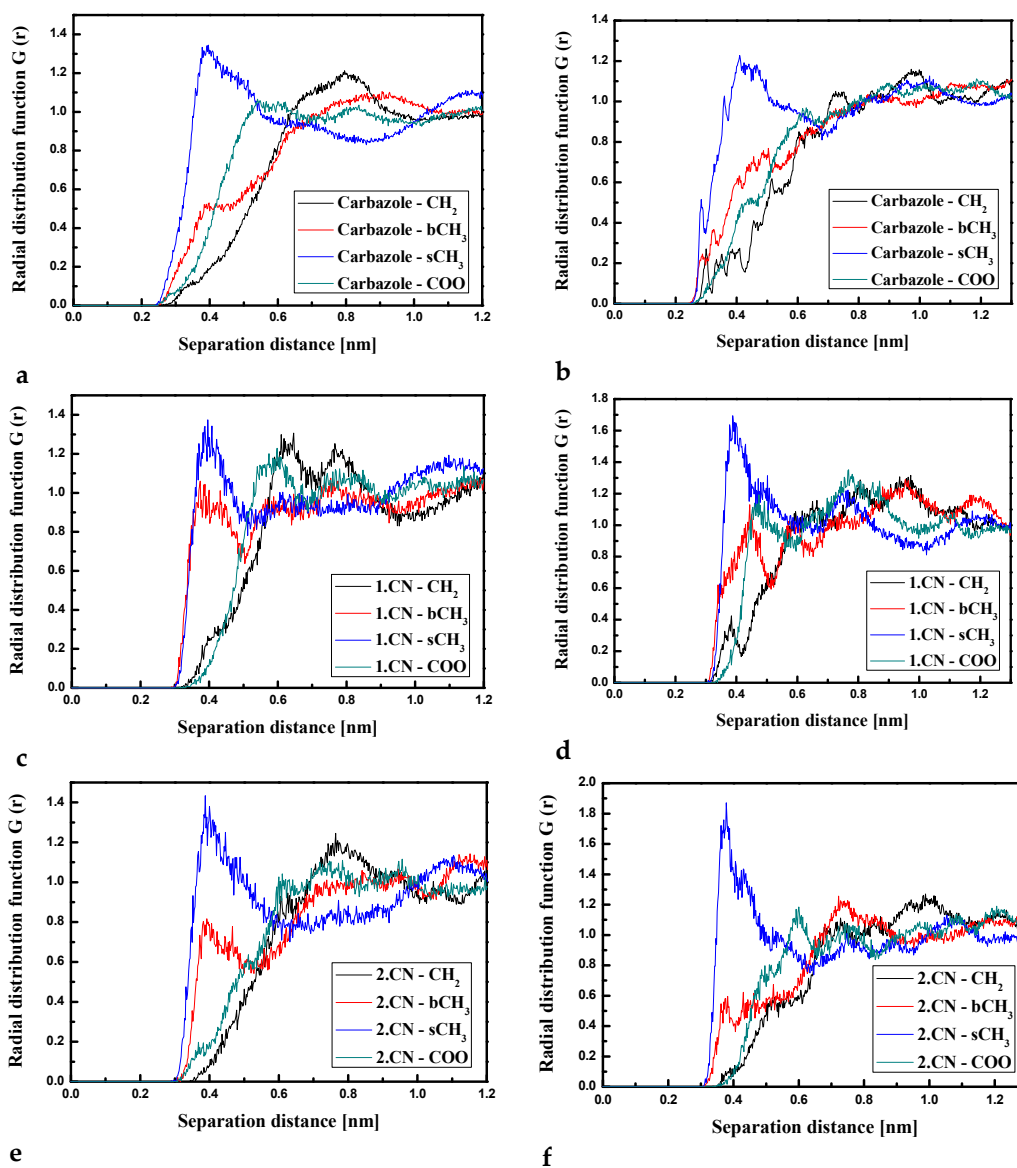 Radial distribution function G (r)
1.4
1.2
1.0
0.8
0.6
0.4
0.2
0.0
Carbazole - CH2
Carbazole - bCH3
Carbazole - sCH3
Carbazole - COO
0.0 0.2 0.4 0.6 0.8 1.0 1.2
Separation distance [nm]
a
Radial distribution function G (r)
1.4
1.2
1.0
0.8
0.6
0.4
0.2
0.0
Carbazole - CH2
Carbazole - bCH3
Carbazole - sCH3
Carbazole - COO
0.0 0.2 0.4 0.6 0.8 1.0 1.2
Separation distance [nm]
b
Radial distribution function G (r)
1.4
1.2
1.0
0.8
0.6
0.4
0.2
0.0
1.CN - CH2
1.CN - bCH3
1.CN - sCH3
1.CN - COO
0.0 0.2 0.4 0.6 0.8 1.0 1.2
Separation distance [nm]
c
Radial distribution function G (r)
1.8
1.6
1.4
1.2
1.0
0.8
0.6
0.4
0.2
0.0
1.CN - CH2
1.CN - bCH3
1.CN - sCH3
1.CN - COO
0.0 0.2 0.4 0.6 0.8 1.0 1.2
Separation distance [nm]
d
Radial distribution function G (r)
1.4
1.2
1.0
0.8
0.6
0.4
0.2
0.0
2.CN - CH2
2.CN - bCH3
2.CN - sCH3
2.CN - COO
0.0 0.2 0.4 0.6 0.8 1.0 1.2
Separation distance [nm]
e
Radial distribution function G (r)
2.0
1.8
1.6
1.4
1.2
1.0
0.8
0.6
0.4
0.2
0.0
2.CN - CH2
2.CN - bCH3
2.CN - sCH3
2.CN - COO
0.0 0.2 0.4 0.6 0.8 1.0 1.2
Separation distance [nm]
f